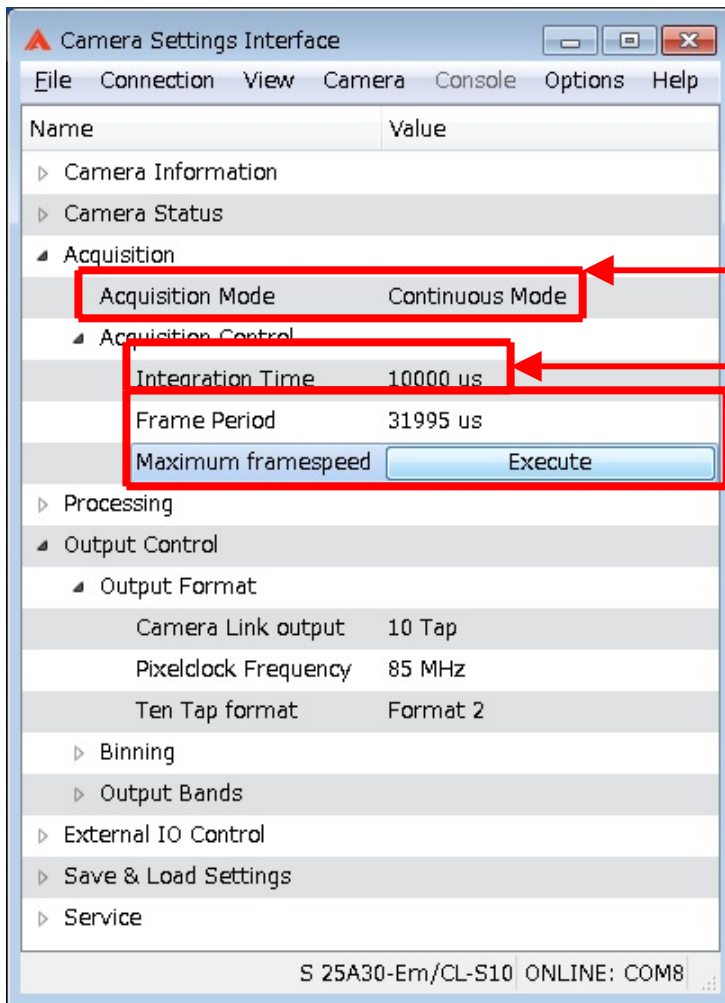 Camera Settings Interface
File Connection View Camera Console Options Help
Name Value
Camera Information
Camera Status
Acquisition
Acquisition Mode Continuous Mode
Acquisition Control
Integration Time 10000 us
Frame Period 31995 us
Maximum framespeed Execute
Processing
Output Control
Output Format
Camera Link output 10 Tap
Pixelclock Frequency 85 MHz
Ten Tap format Format 2
Binning
Output Bands
External IO Control
Save & Load Settings
Service
S 25A30-Em/CL-S10 ONLINE: COM8